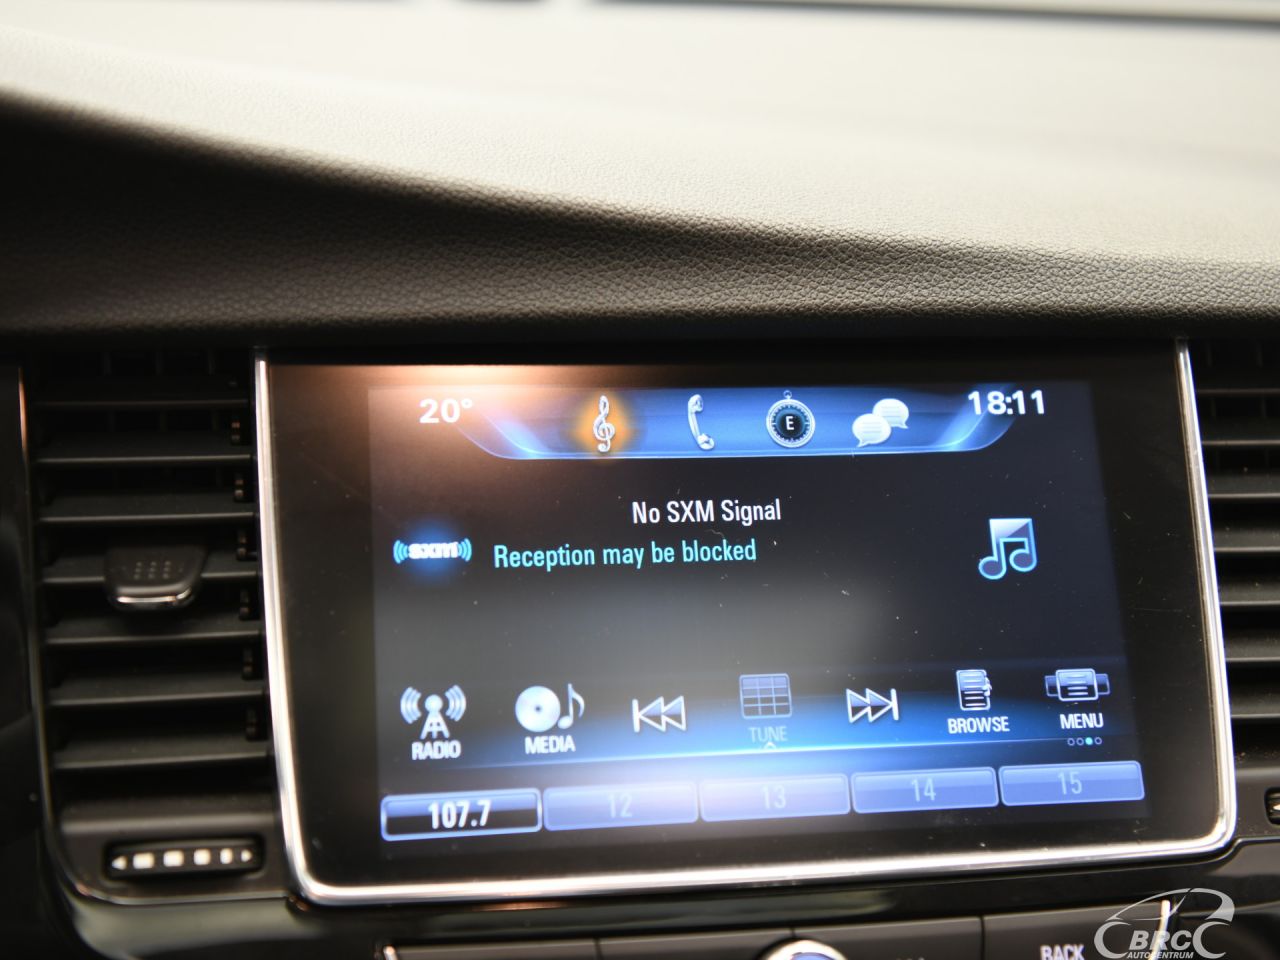 20° 18:11
E
No SXM Signal
((SXM)) Reception may be blocked
RADIO MEDIA TUNE BROWSE MENU
107.7 12 13 14 15
BACK
BRC
AUTOCENTRUM